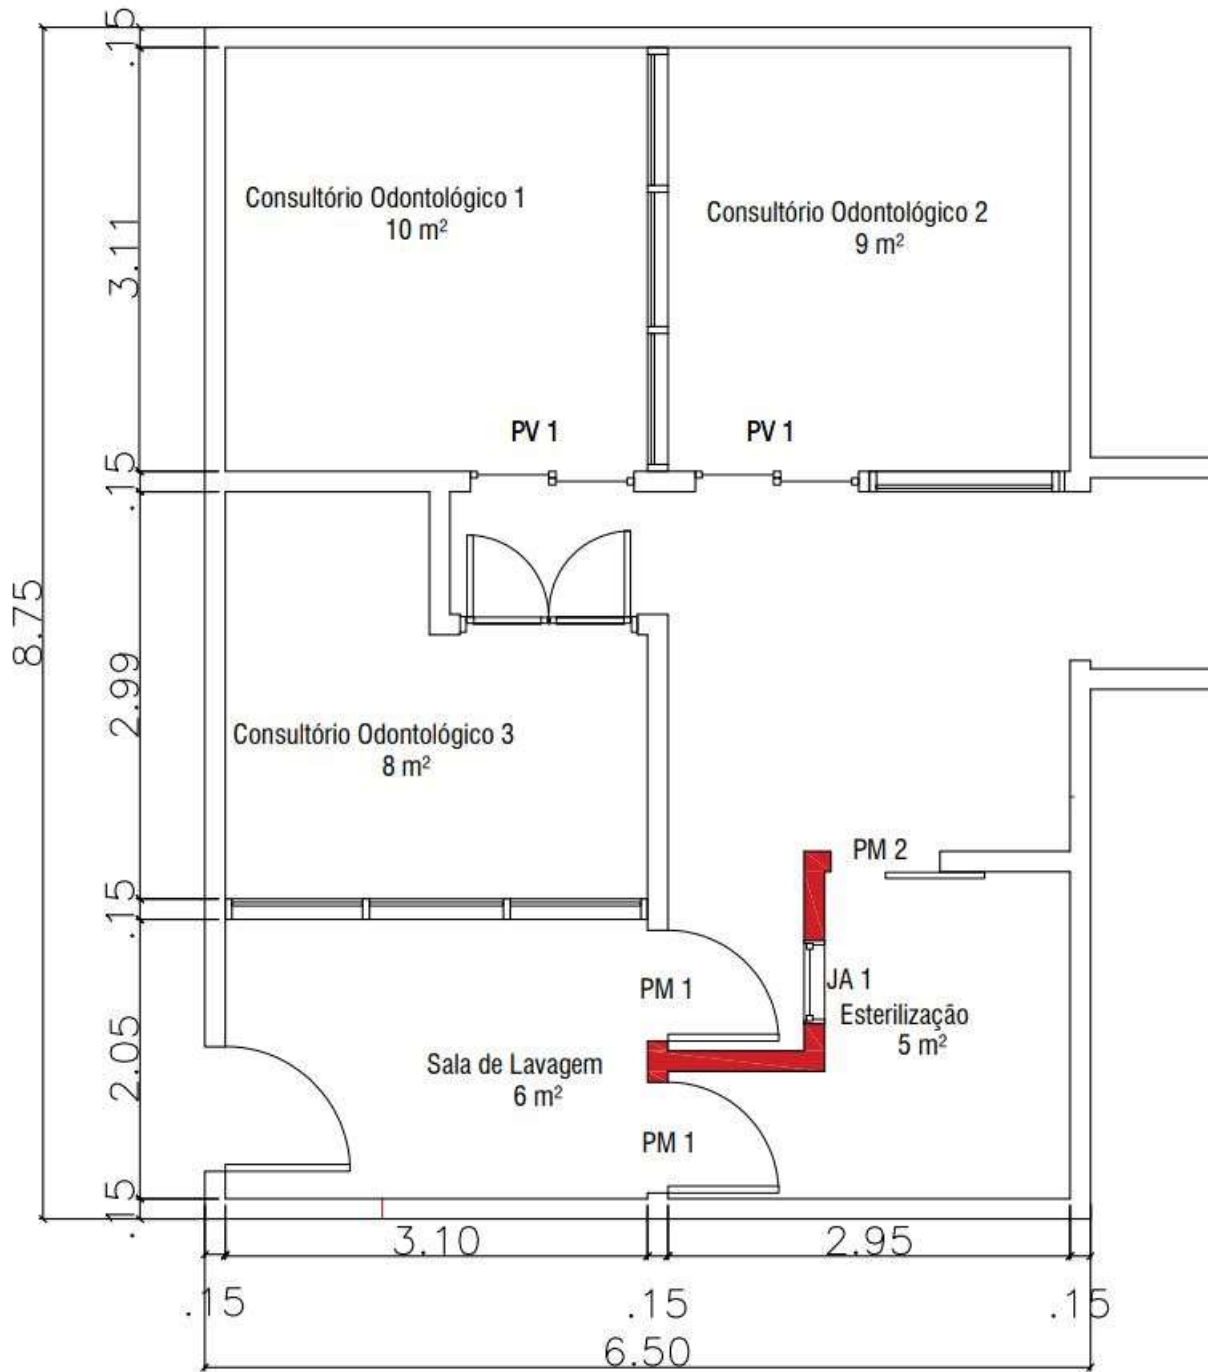 .15
Consultório Odontológico 1
10 m²
Consultório Odontológico 2
9 m²
3.11
PV 1
PV 1
.15
8.75
2.99
Consultório Odontológico 3
8 m²
PM 2
.15
PM 1
JA 1
Esterilização
5 m²
2.05
Sala de Lavagem
6 m²
PM 1
.15
3.10
2.95
.15
.15
.15
6.50